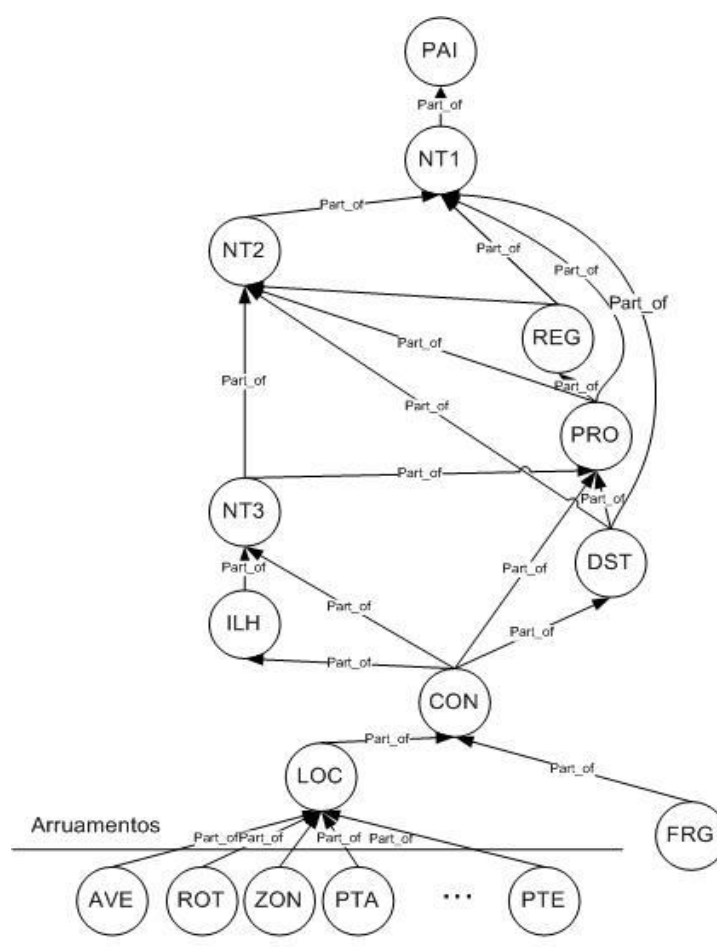 PAI
Part_of
NT1
Part_of
NT2
Part_of
Part_of
Part_of
REG
Part_of
Part_of
Part_of
Part_of
PRO
Part_of
Part_of
NT3
DST
Part_of
Part_of
Part_of
ILH
Part_of
Part_of
CON
Part_of
LOC
Part_of
Arruamentos
Part_of Part_of Part_of Part_of
FRG
AVE ROT ZON PTA ... PTE